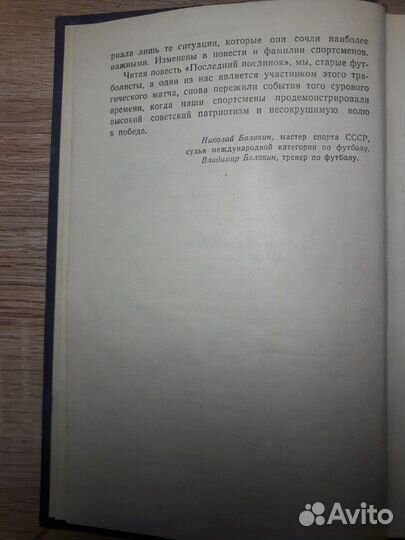 риала лишь те ситуации, которые они сочли наиболее
важными. Изменены в повести и фамилии спортсменов.
Читая повесть «Последний поединок», мы, старые фут-
болисты, а один из нас является участником этого тра-
гического матча, снова пережили события того сурового
времени, когда наши спортсмены продемонстрировали
высокий советский патриотизм и несокрушимую волю
к победе.
Николай Балакин, мастер спорта СССР,
судья международной категории по футболу.
Владимир Балакин, тренер по футболу.
Avito